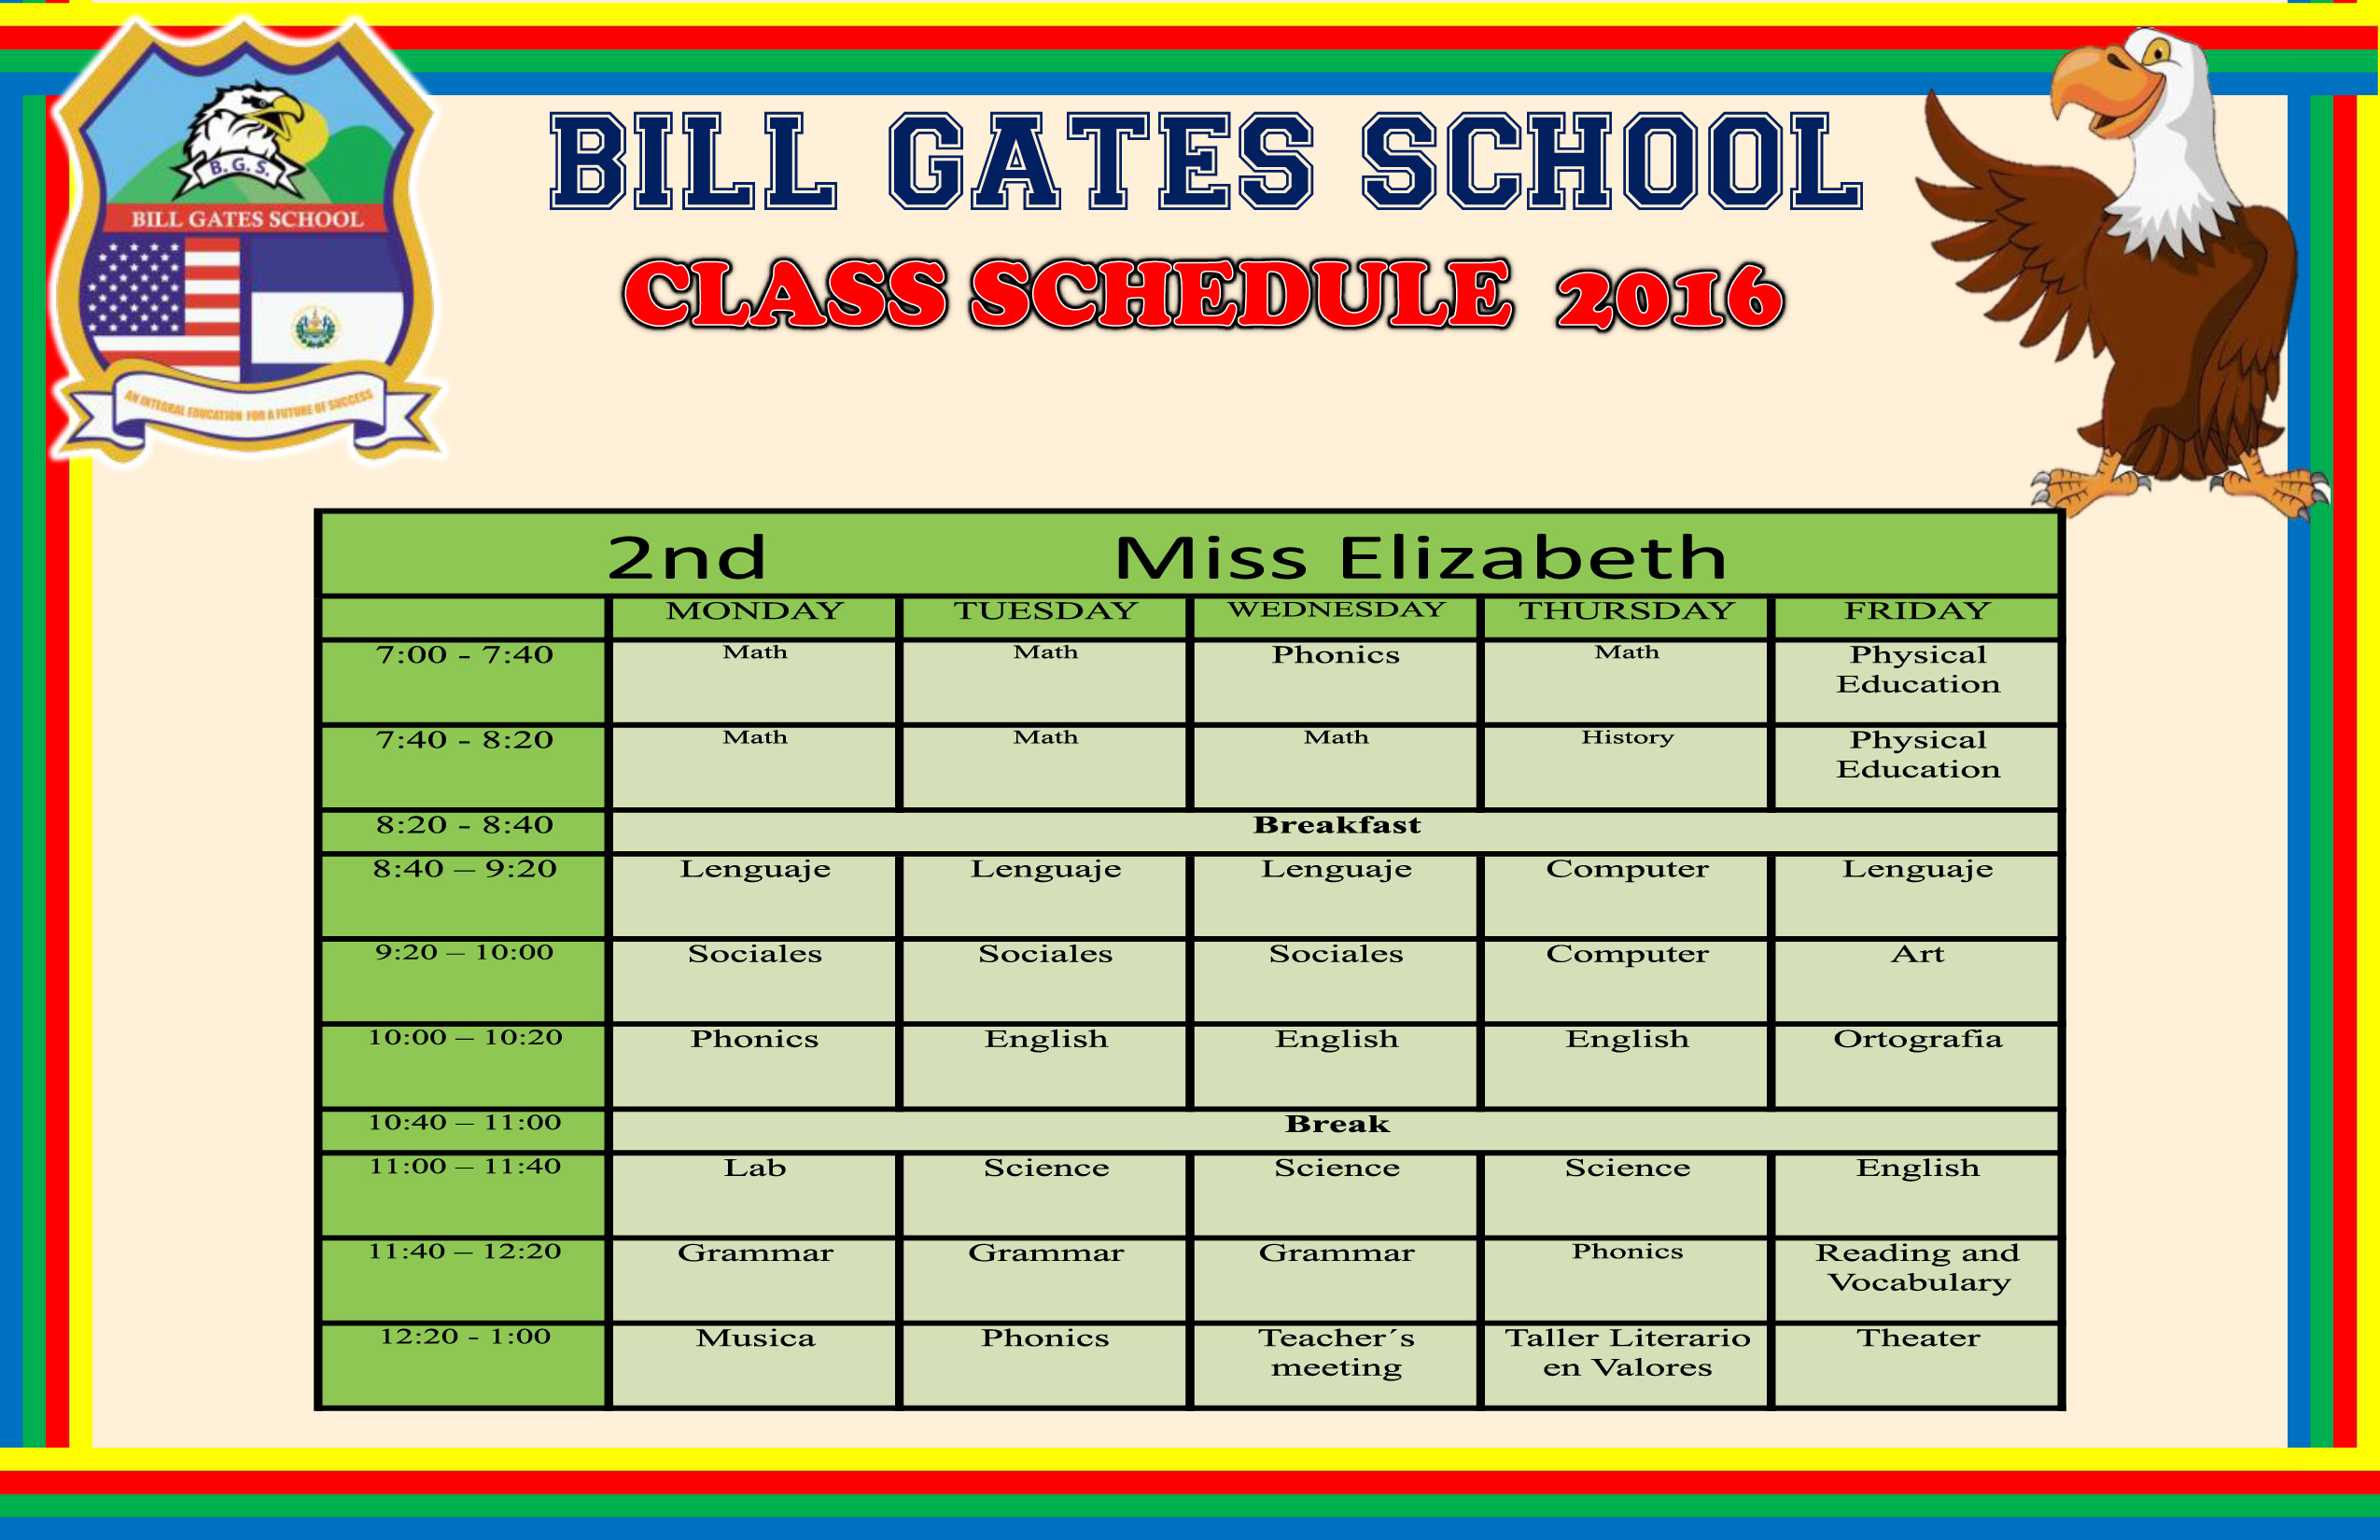 B. G. S.
BILL GATES SCHOOL
AN INTEGRAL EDUCATION FOR A FUTURE OF SUCCESS
BILL GATES SCHOOL
CLASS SCHEDULE 2016
2nd Miss Elizabeth
MONDAY TUESDAY WEDNESDAY THURSDAY FRIDAY
7:00 - 7:40 Math Math Phonics Math Physical
Education
7:40 - 8:20 Math Math Math History Physical
Education
8:20 - 8:40 Breakfast
8:40 – 9:20 Lenguaje Lenguaje Lenguaje Computer Lenguaje
9:20 – 10:00 Sociales Sociales Sociales Computer Art
10:00 – 10:20 Phonics English English English Ortografia
10:40 – 11:00 Break
11:00 – 11:40 Lab Science Science Science English
11:40 – 12:20 Grammar Grammar Grammar Phonics Reading and
Vocabulary
12:20 - 1:00 Musica Phonics Teacher´s Taller Literario Theater
meeting en Valores